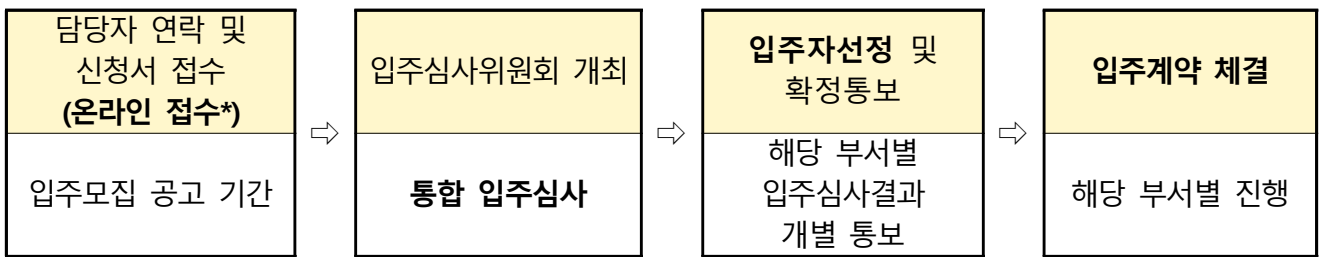 담당자 연락 및
신청서 접수
(온라인 접수*)
입주모집 공고 기간
⇨
입주심사위원회 개최
통합 입주심사
⇨
입주자선정 및
확정통보
해당 부서별
입주심사결과
개별 통보
⇨
입주계약 체결
해당 부서별 진행